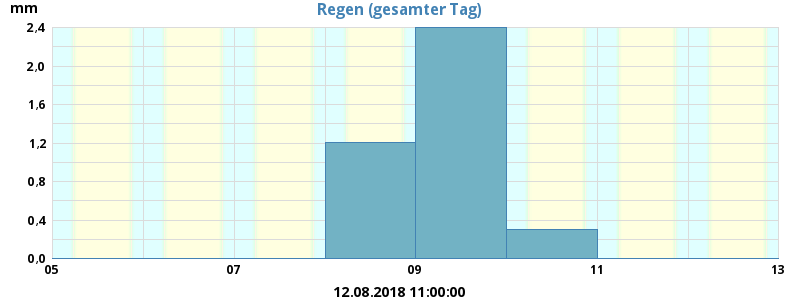 Regen (gesamter Tag)
mm
2,4
2,0
1,6
1,2
0,8
0,4
0,0
05 07 09 11 13
12.08.2018 11:00:00